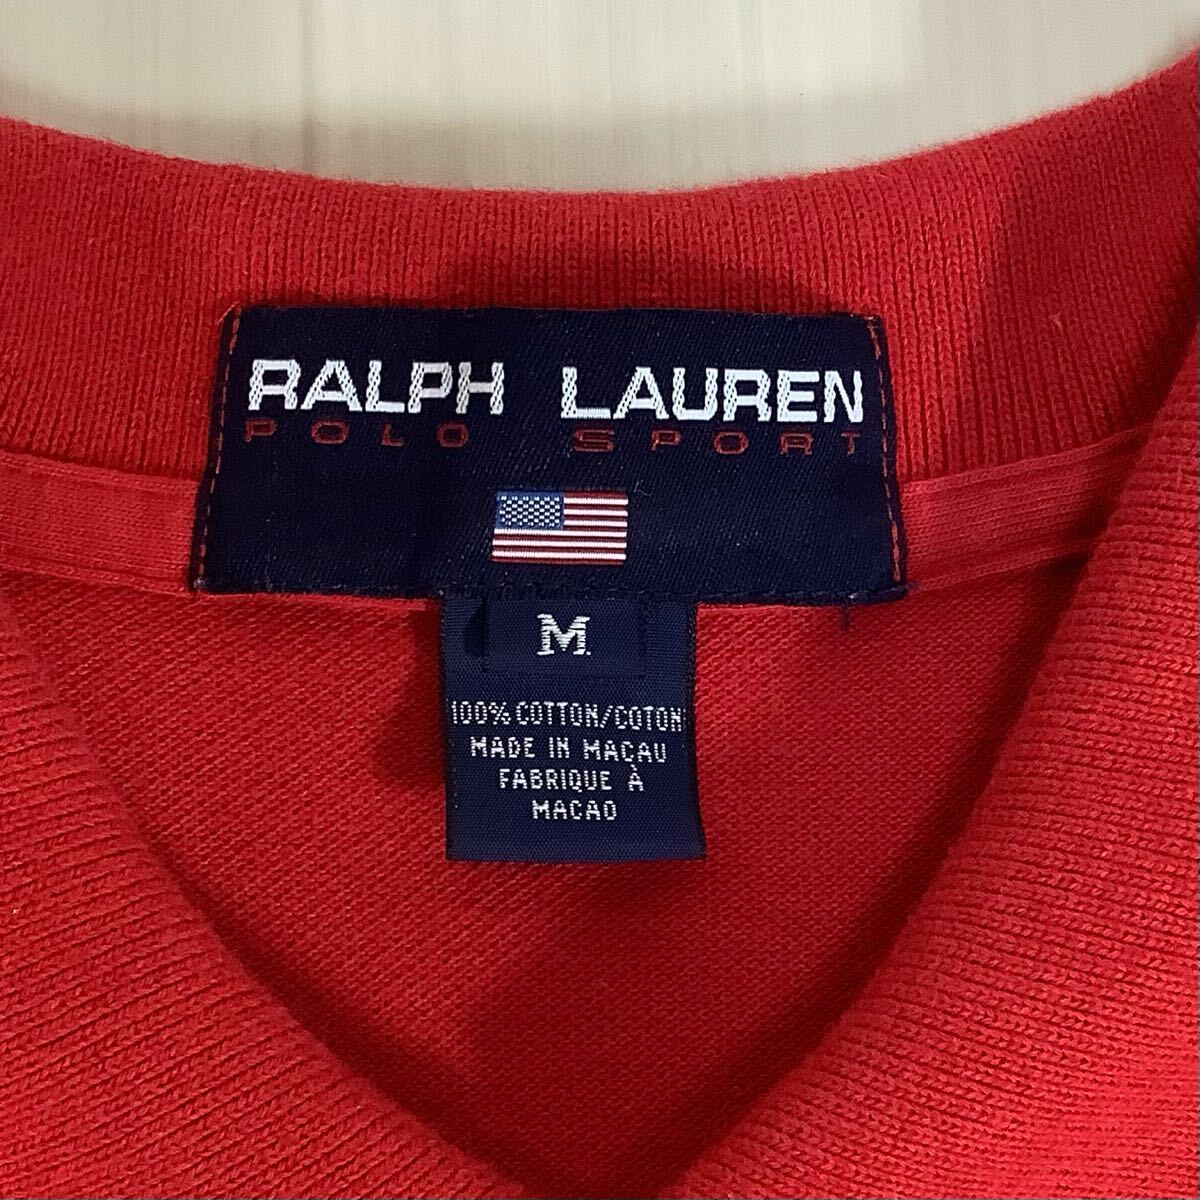 RALPH LAUREN
POLO SPORT
M
100% COTTON/COTON
MADE IN MACAU
FABRIQUE À
MACAO